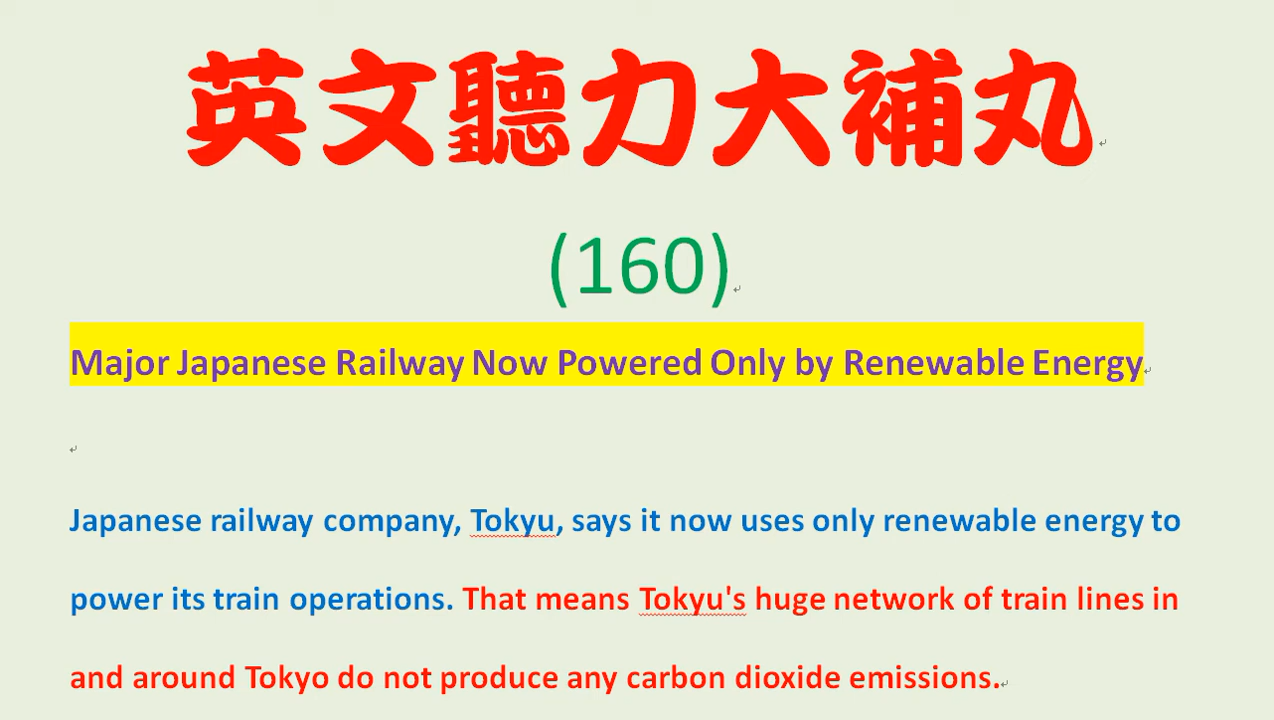 英文聽力大補丸
(160)
Major Japanese Railway Now Powered Only by Renewable Energy
Japanese railway company, Tokyu, says it now uses only renewable energy to
power its train operations. That means Tokyu's huge network of train lines in
and around Tokyo do not produce any carbon dioxide emissions.